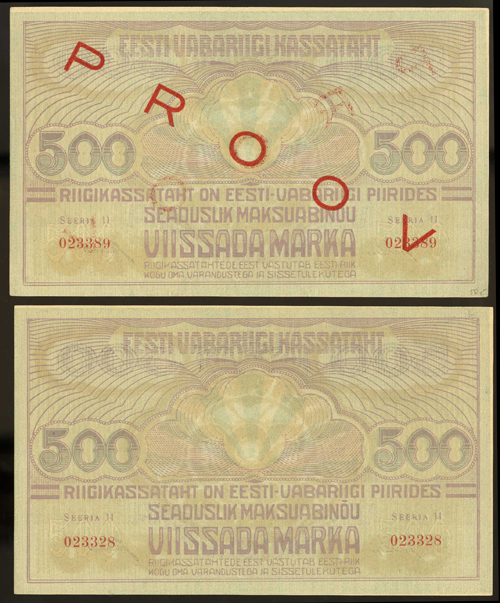 EESTI VABARIIGI KASSATÄHT
PROOV
500 500
RIIGIKASSATÄHT ON EESTI-VABARIIGI PIIRIDES
SEADUSLIK MAKSUABINÕU
SEERIA II SEERIA II
023389 023389
VIISSADA MARKA
RIIGIKASSATÄHTEDE EEST VASTUTAB EESTI RIIK
KOGU OMA VARANDUSTEGA JA SISSETULEKUTEGA
EESTI VABARIIGI KASSATÄHT
500 500
RIIGIKASSATÄHT ON EESTI-VABARIIGI PIIRIDES
SEADUSLIK MAKSUABINÕU
SEERIA II SEERIA II
023328 023328
VIISSADA MARKA
RIIGIKASSATÄHTEDE EEST VASTUTAB EESTI RIIK
KOGU OMA VARANDUSTEGA JA SISSETULEKUTEGA